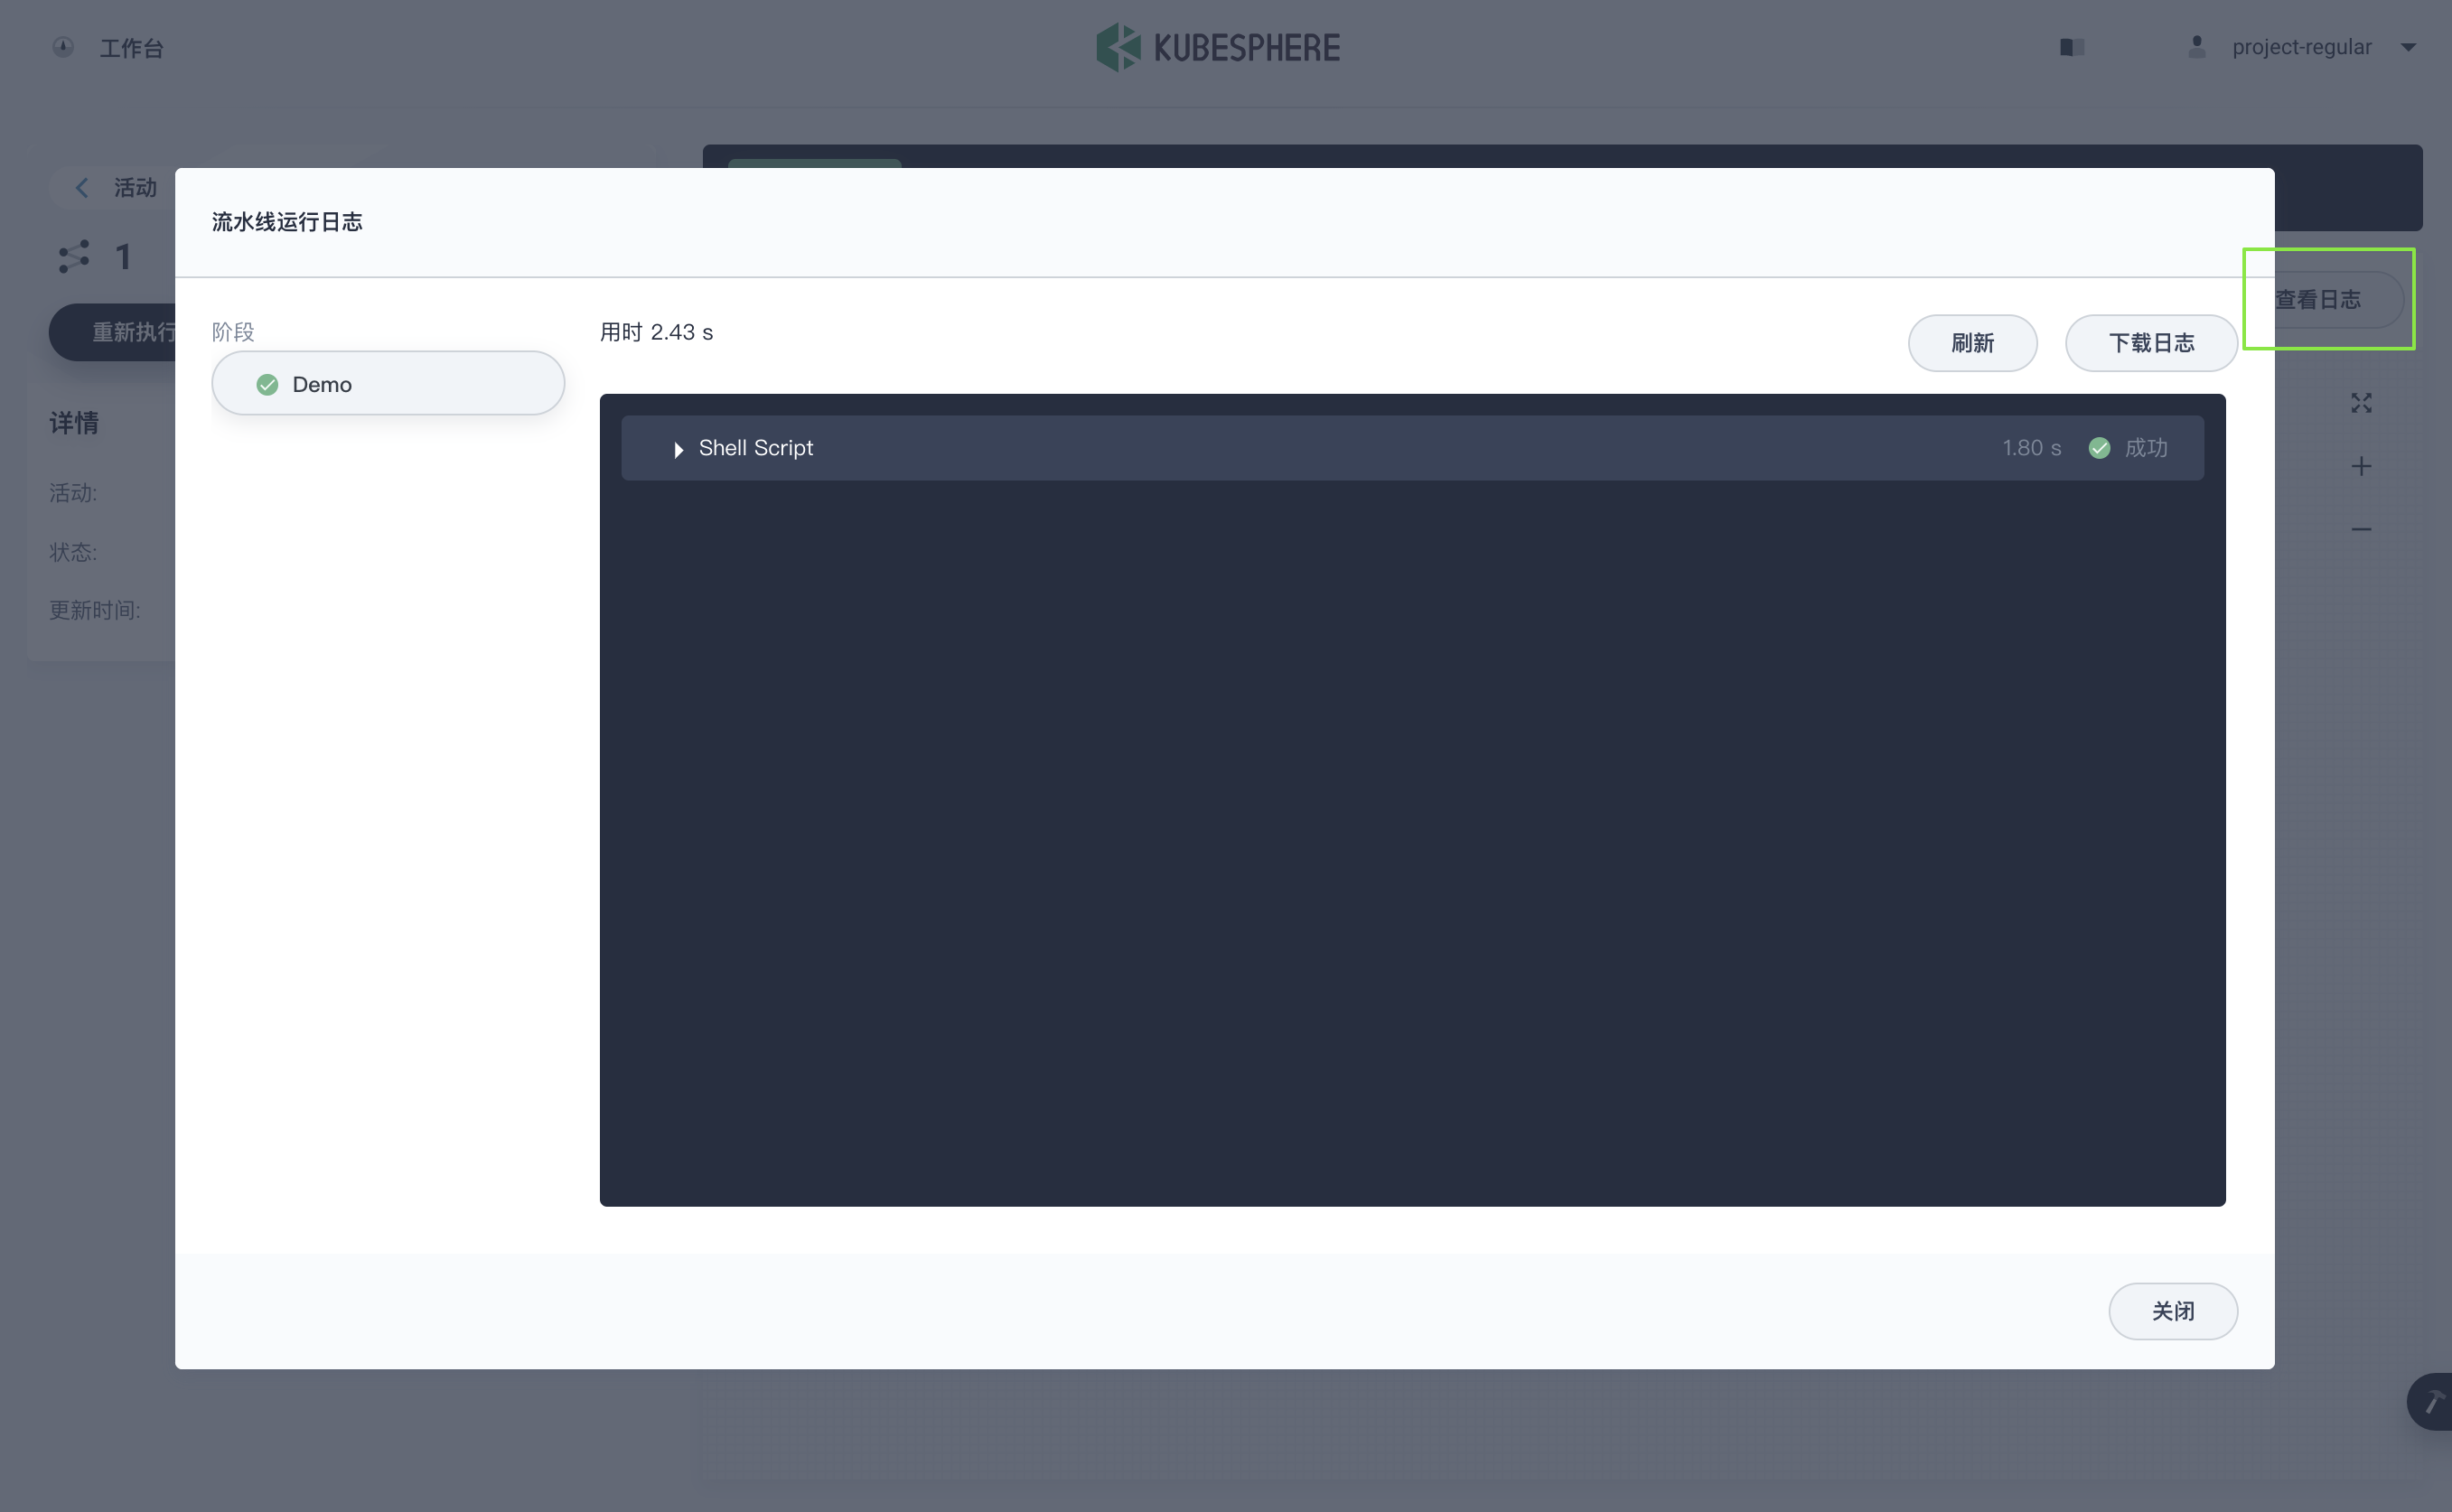 工作台
KUBESPHERE
project-regular
活动
流水线运行日志
1
查看日志
重新执行
阶段
用时 2.43 s
刷新
下载日志
Demo
详情
Shell Script
1.80 s
成功
活动:
状态:
更新时间:
关闭